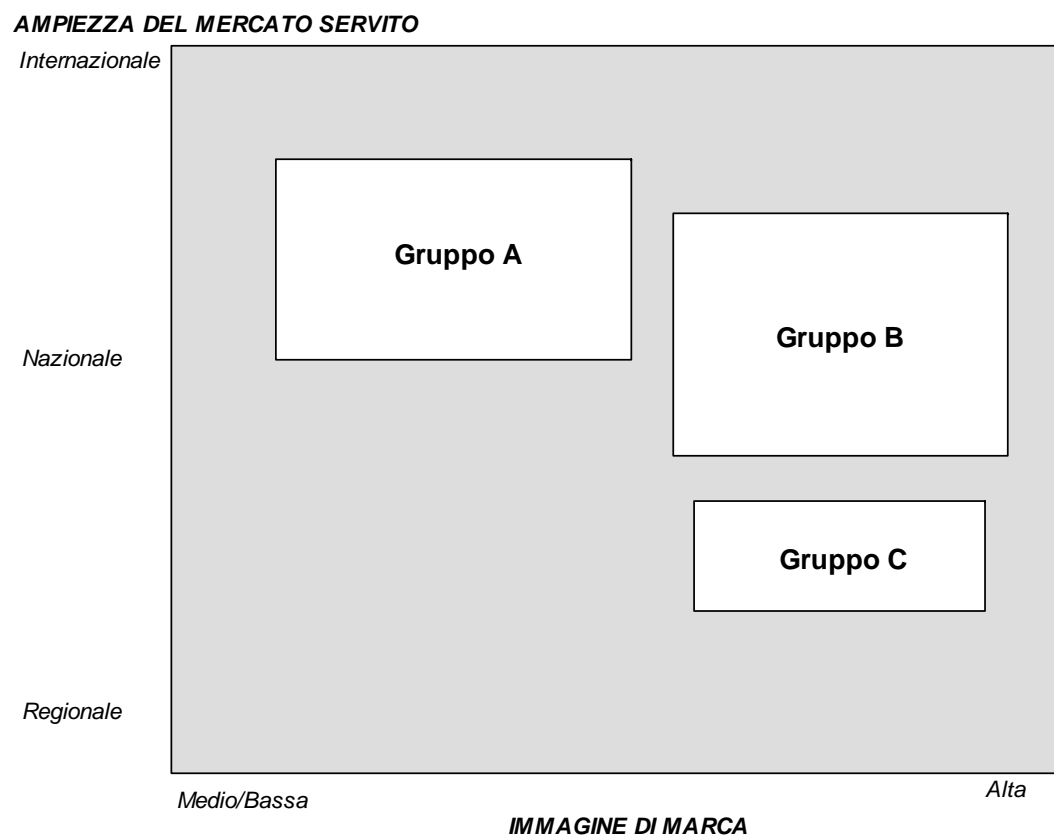 AMPIEZZA DEL MERCATO SERVITO
Internazionale
Gruppo A
Gruppo B
Nazionale
Gruppo C
Regionale
Medio/Bassa
Alta
IMMAGINE DI MARCA